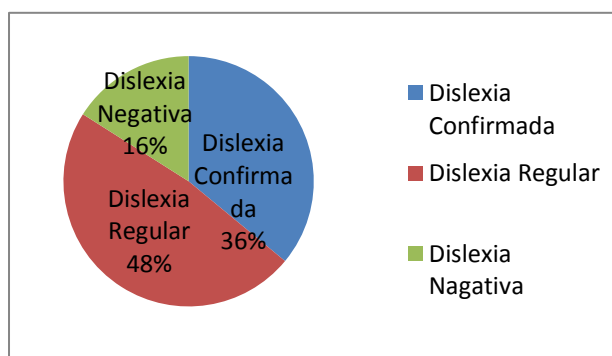 Dislexia
Negativa
16%
Dislexia
Confirma
da
36%
Dislexia
Regular
48%
Dislexia
Confirmada
Dislexia Regular
Dislexia
Nagativa